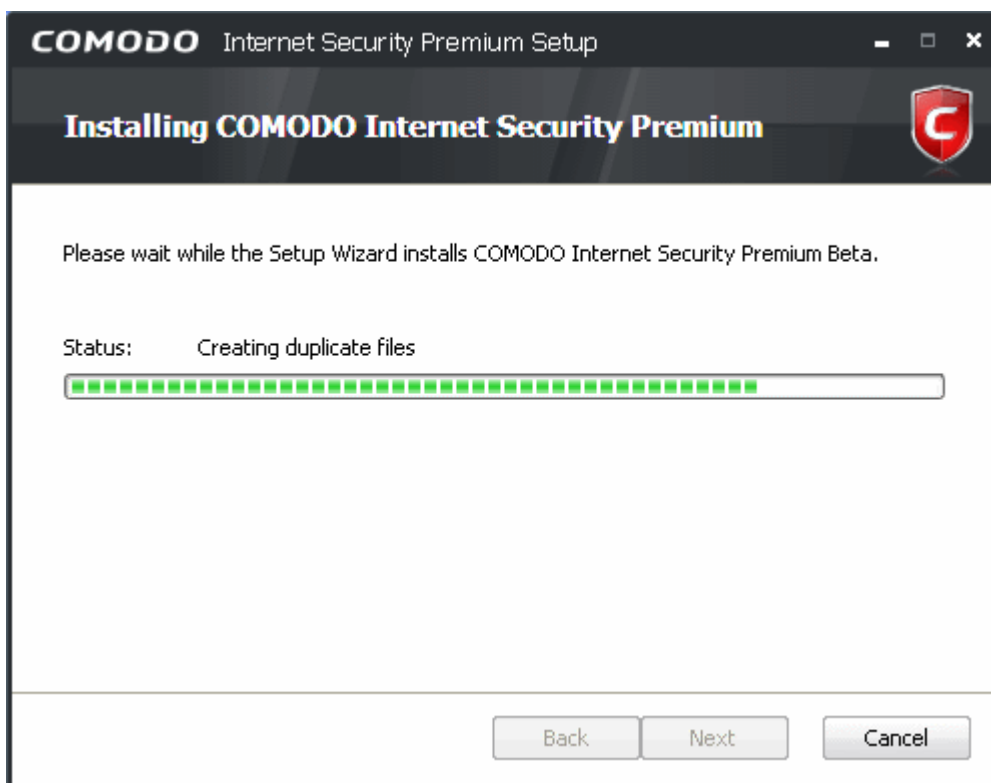 COMODO Internet Security Premium Setup
Installing COMODO Internet Security Premium
C
Please wait while the Setup Wizard installs COMODO Internet Security Premium Beta.
Status: Creating duplicate files
Back Next Cancel